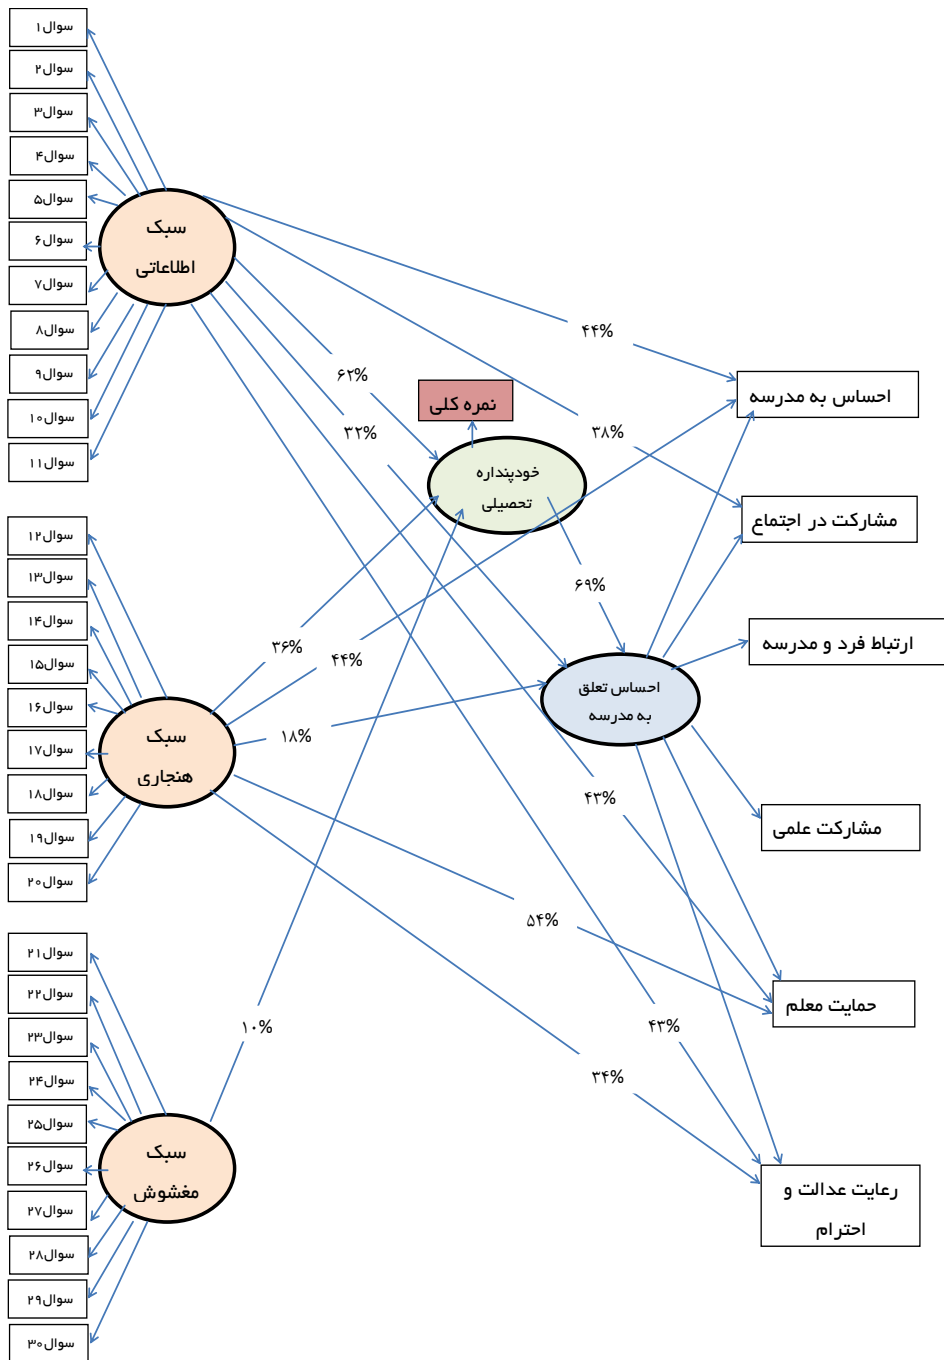 سوال۱
سوال۲
سوال۳
سوال۴
سوال۵
سوال۶
سوال۷
سوال۸
سوال۹
سوال۱۰
سوال۱۱
سبک
اطلاعاتی
سوال۱۲
سوال۱۳
سوال۱۴
سوال۱۵
سوال۱۶
سوال۱۷
سوال۱۸
سوال۱۹
سوال۲۰
سبک
هنجاری
سوال۲۱
سوال۲۲
سوال۲۳
سوال۲۴
سوال۲۵
سوال۲۶
سوال۲۷
سوال۲۸
سوال۲۹
سوال۳۰
سبک
مغشوش
۴۴%
۶۲%
نمره کلی
۳۲%
۳۸%
خودپنداره
تحصیلی
۶۹%
۳۶%
۴۴%
۱۸%
احساس تعلق
به مدرسه
۴۳%
۵۴%
۱۰%
۴۳%
۳۴%
احساس به مدرسه
مشارکت در اجتماع
ارتباط فرد و مدرسه
مشارکت علمی
حمایت معلم
رعایت عدالت و
احترام